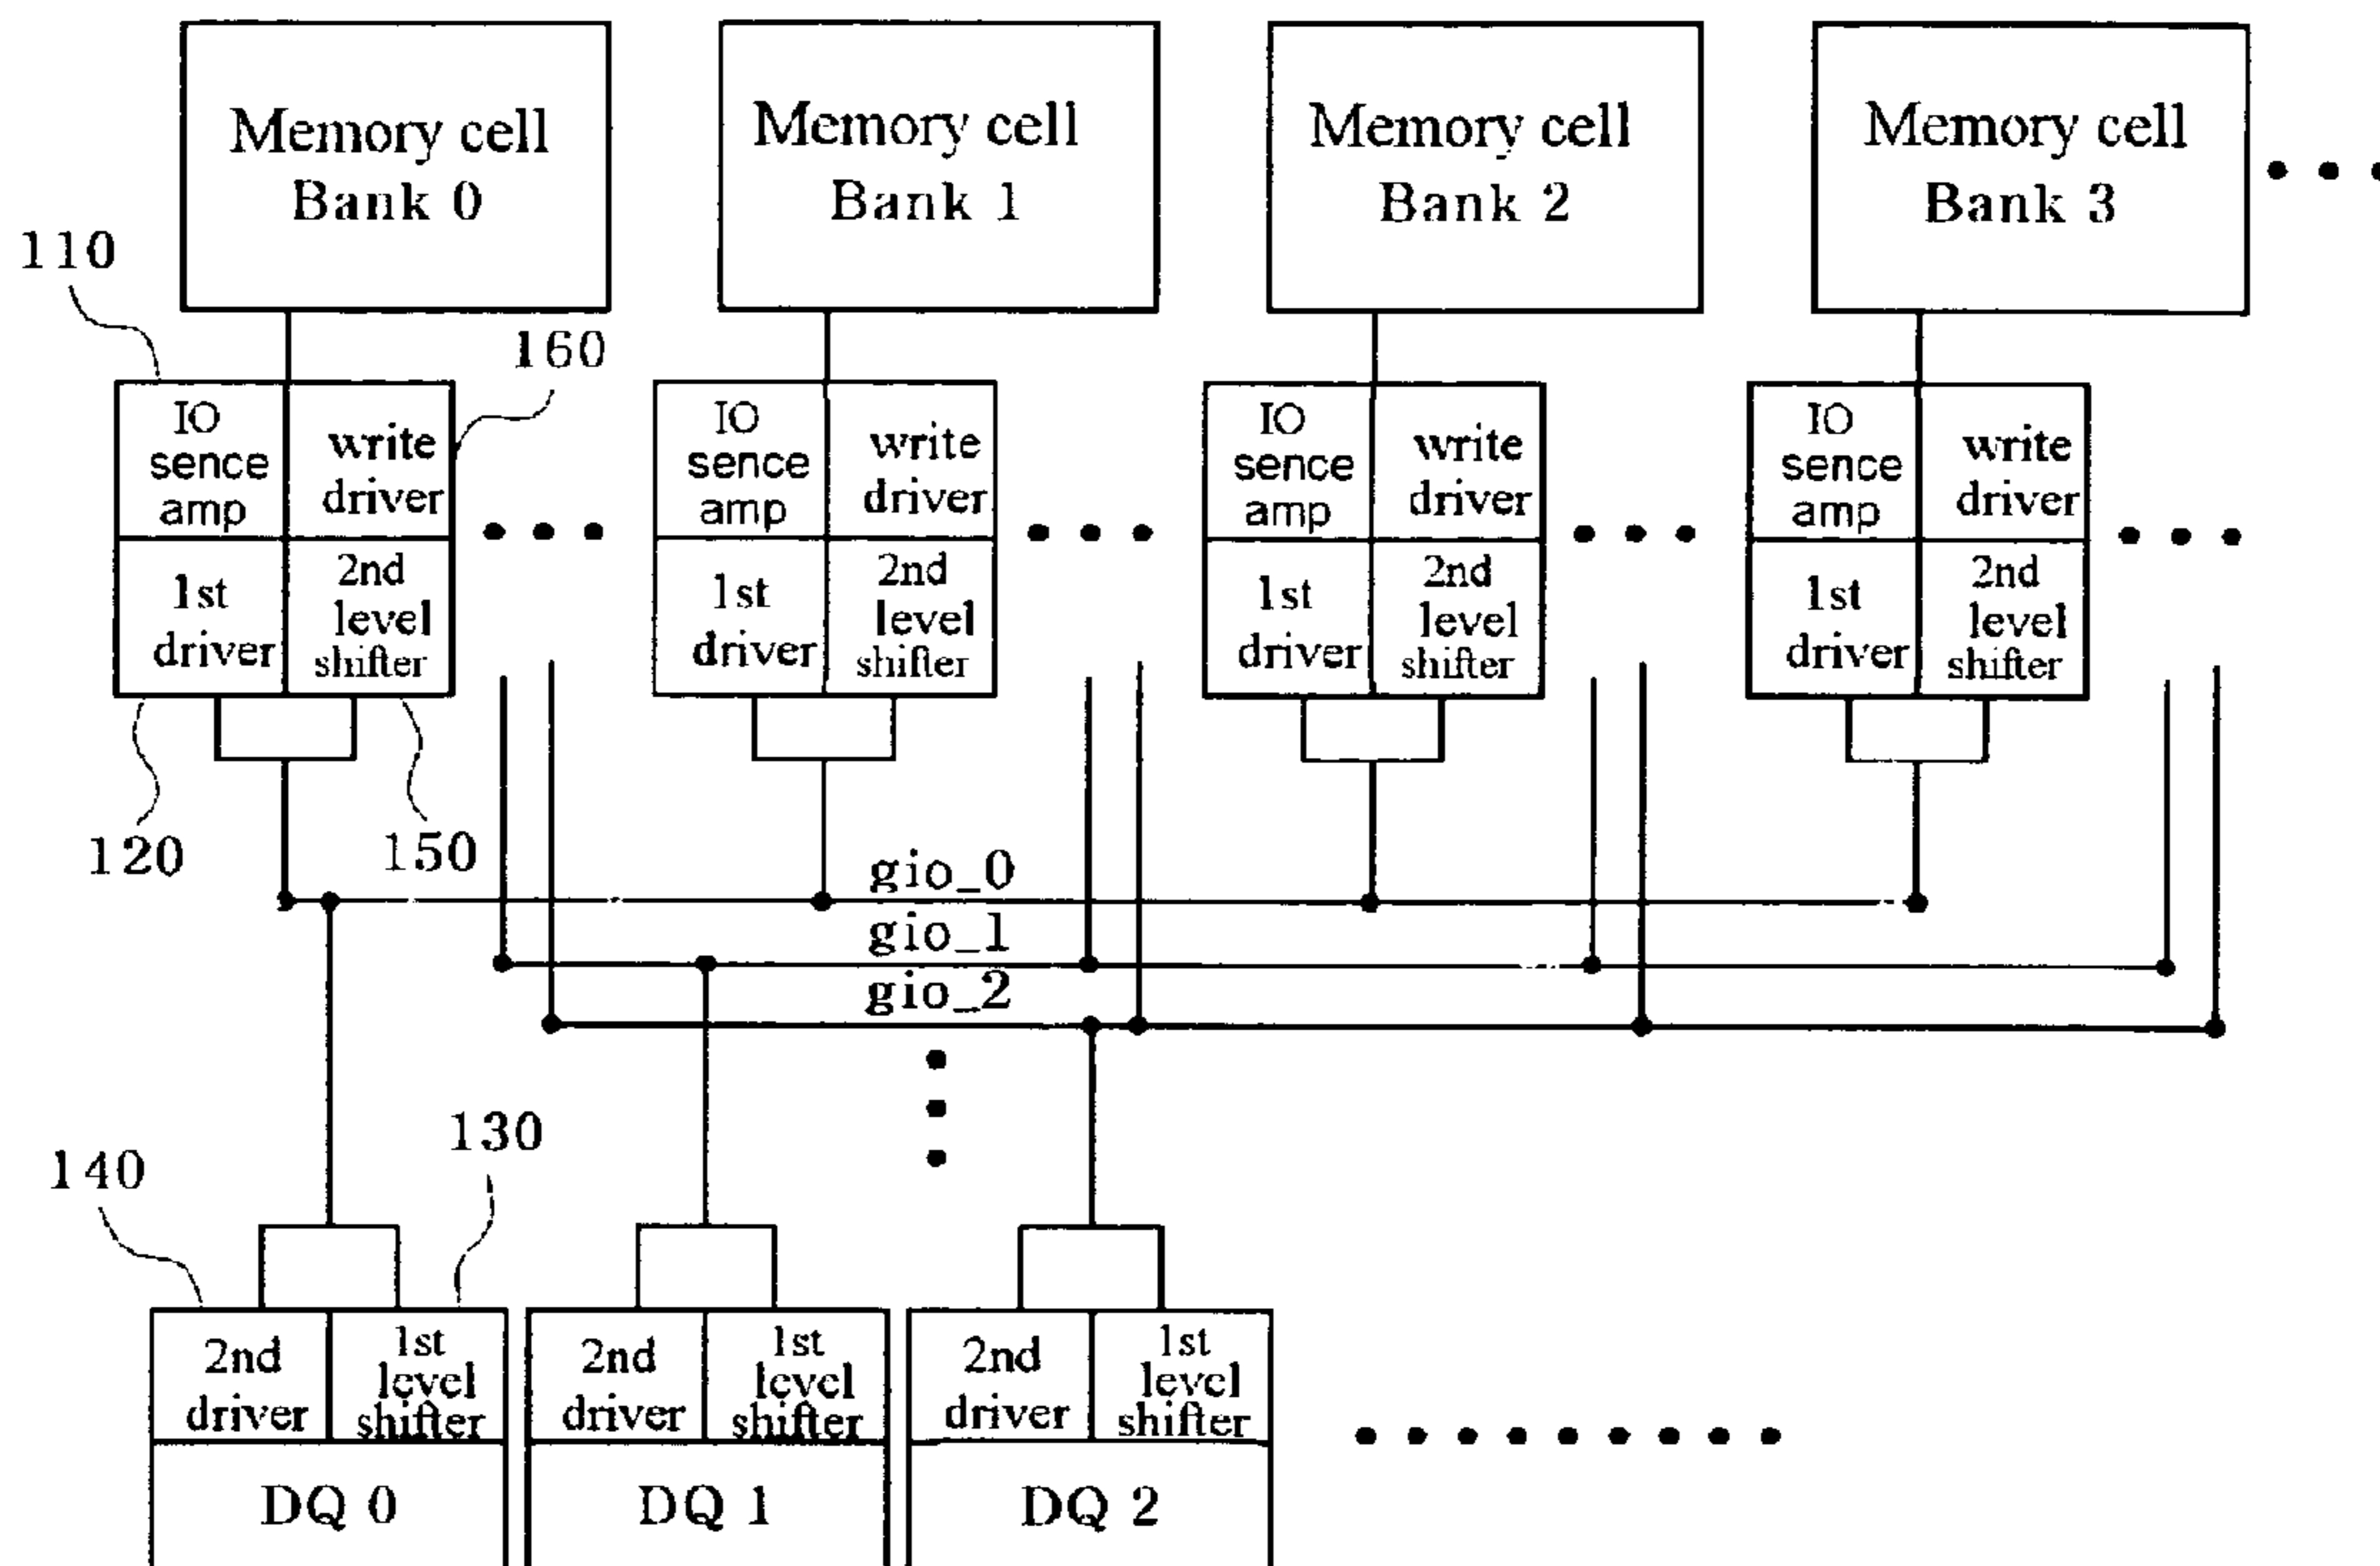 Memory cell
Bank 0
Memory cell
Bank 1
Memory cell
Bank 2
Memory cell
Bank 3
110
160
IO
sence
amp
write
driver
1st
driver
2nd
level
shifter
IO
sence
amp
write
driver
1st
driver
2nd
level
shifter
IO
sence
amp
write
driver
1st
driver
2nd
level
shifter
IO
sence
amp
write
driver
1st
driver
2nd
level
shifter
120
150
gio_0
gio_1
gio_2
140
130
2nd
driver
1st
level
shifter
DQ 0
2nd
driver
1st
level
shifter
DQ 1
2nd
driver
1st
level
shifter
DQ 2